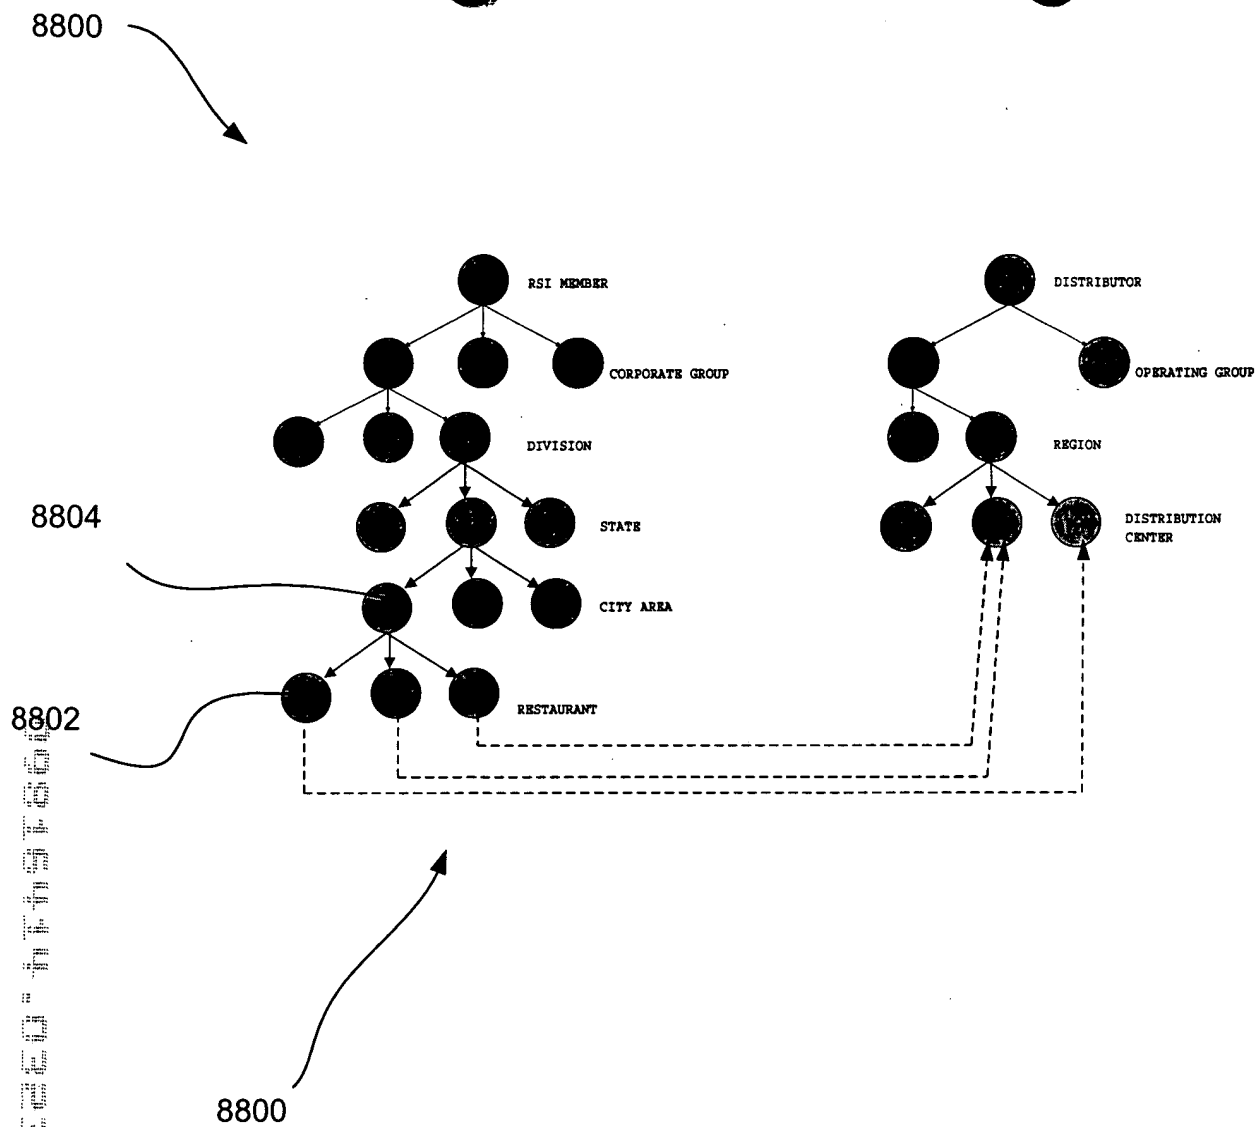 8800
RSI MEMBER
DISTRIBUTOR
CORPORATE GROUP
OPERATING GROUP
DIVISION
REGION
8804
STATE
DISTRIBUTION
CENTER
CITY AREA
8802
RESTAURANT
8800